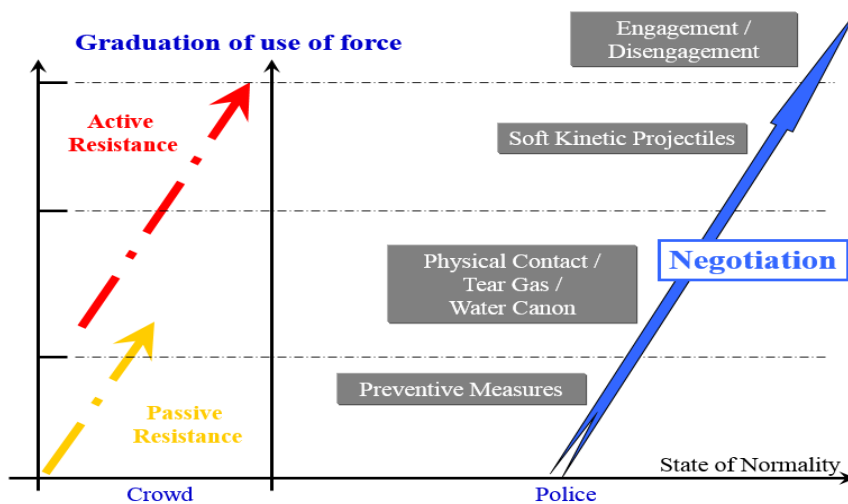 Graduation of use of force
Engagement /
Disengagement
Active
Resistance
Soft Kinetic Projectiles
Physical Contact /
Tear Gas /
Water Canon
Negotiation
Preventive Measures
Passive
Resistance
State of Normality
Crowd
Police